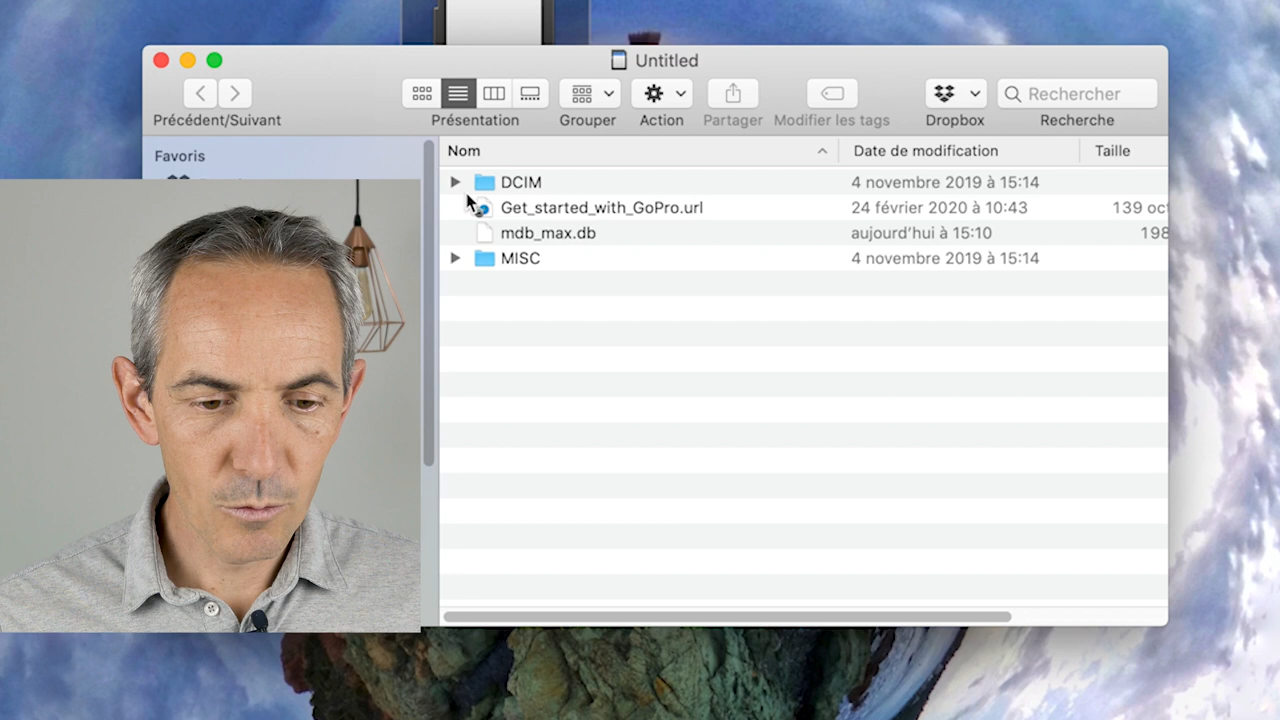 Untitled
Précédent/Suivant
Présentation
Grouper
Action
Partager
Modifier les tags
Dropbox
Rechercher
Recherche
Favoris
Nom Date de modification Taille
DCIM 4 novembre 2019 à 15:14
Get_started_with_GoPro.url 24 février 2020 à 10:43 139 oct
mdb_max.db aujourd'hui à 15:10 198
MISC 4 novembre 2019 à 15:14